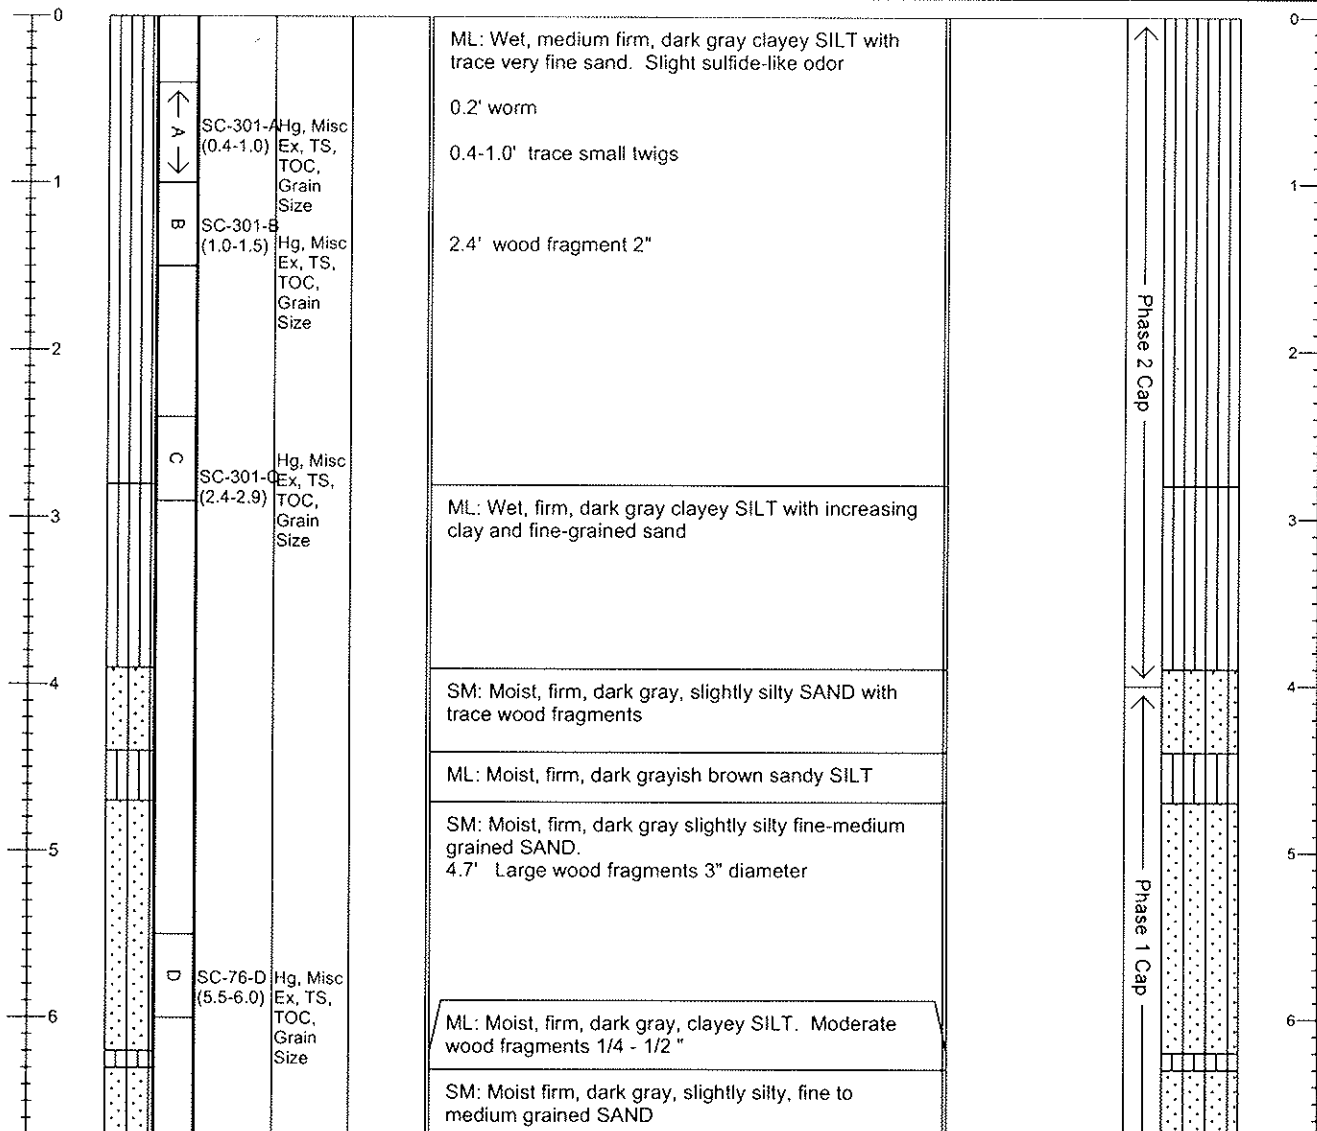 0
1
2
3
4
5
6
A
B
C
D
SC-301-A
(0.4-1.0)
Hg, Misc
Ex, TS,
TOC,
Grain
Size
SC-301-B
(1.0-1.5)
Hg, Misc
Ex, TS,
TOC,
Grain
Size
SC-301-C
(2.4-2.9)
Hg, Misc
Ex, TS,
TOC,
Grain
Size
SC-76-D
(5.5-6.0)
Hg, Misc
Ex, TS,
TOC,
Grain
Size
ML: Wet, medium firm, dark gray clayey SILT with
trace very fine sand. Slight sulfide-like odor
0.2' worm
0.4-1.0' trace small twigs
2.4' wood fragment 2"
ML: Wet, firm, dark gray clayey SILT with increasing
clay and fine-grained sand
SM: Moist, firm, dark gray, slightly silty SAND with
trace wood fragments
ML: Moist, firm, dark grayish brown sandy SILT
SM: Moist, firm, dark gray slightly silty fine-medium
grained SAND.
4.7' Large wood fragments 3" diameter
ML: Moist, firm, dark gray, clayey SILT. Moderate
wood fragments 1/4 - 1/2 "
SM: Moist firm, dark gray, slightly silty, fine to
medium grained SAND
Phase 2 Cap
Phase 1 Cap
0
1
2
3
4
5
6